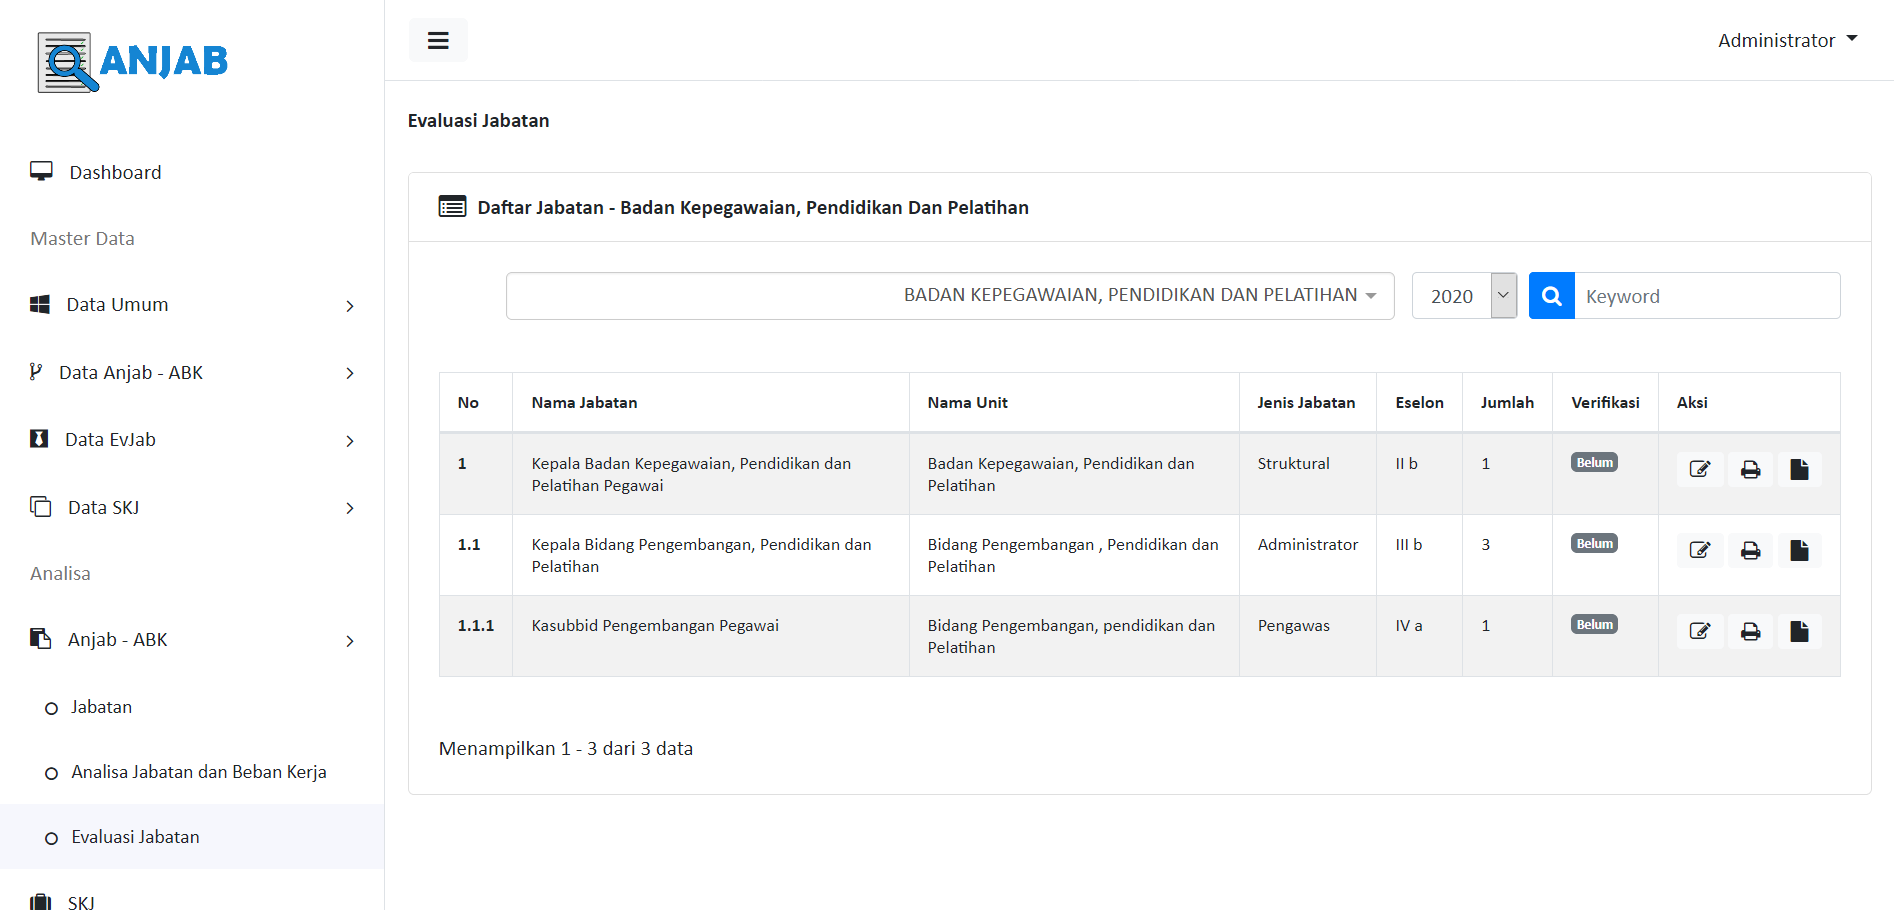 ANJAB
Administrator
Evaluasi Jabatan
Dashboard
Master Data
Data Umum
Data Anjab - ABK
Data EvJab
Data SKJ
Analisa
Anjab - ABK
Jabatan
Analisa Jabatan dan Beban Kerja
Evaluasi Jabatan
SKJ
Daftar Jabatan - Badan Kepegawaian, Pendidikan Dan Pelatihan
BADAN KEPEGAWAIAN, PENDIDIKAN DAN PELATIHAN 2020 Keyword
No Nama Jabatan Nama Unit Jenis Jabatan Eselon Jumlah Verifikasi Aksi
1 Kepala Badan Kepegawaian, Pendidikan dan Badan Kepegawaian, Pendidikan dan Struktural II b 1 Belum
Pelatihan Pegawai Pelatihan
1.1 Kepala Bidang Pengembangan, Pendidikan dan Bidang Pengembangan , Pendidikan dan Administrator III b 3 Belum
Pelatihan Pelatihan
1.1.1 Kasubbid Pengembangan Pegawai Bidang Pengembangan, pendidikan dan Pengawas IV a 1 Belum
Pelatihan
Menampilkan 1 - 3 dari 3 data